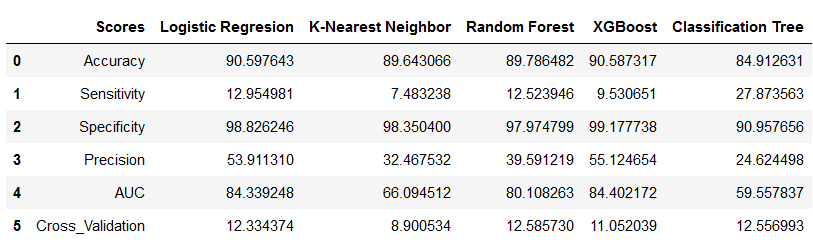 Scores Logistic Regresion K-Nearest Neighbor Random Forest XGBoost Classification Tree
0 Accuracy 90.597643 89.643066 89.786482 90.587317 84.912631
1 Sensitivity 12.954981 7.483238 12.523946 9.530651 27.873563
2 Specificity 98.826246 98.350400 97.974799 99.177738 90.957656
3 Precision 53.911310 32.467532 39.591219 55.124654 24.624498
4 AUC 84.339248 66.094512 80.108263 84.402172 59.557837
5 Cross_Validation 12.334374 8.900534 12.585730 11.052039 12.556993